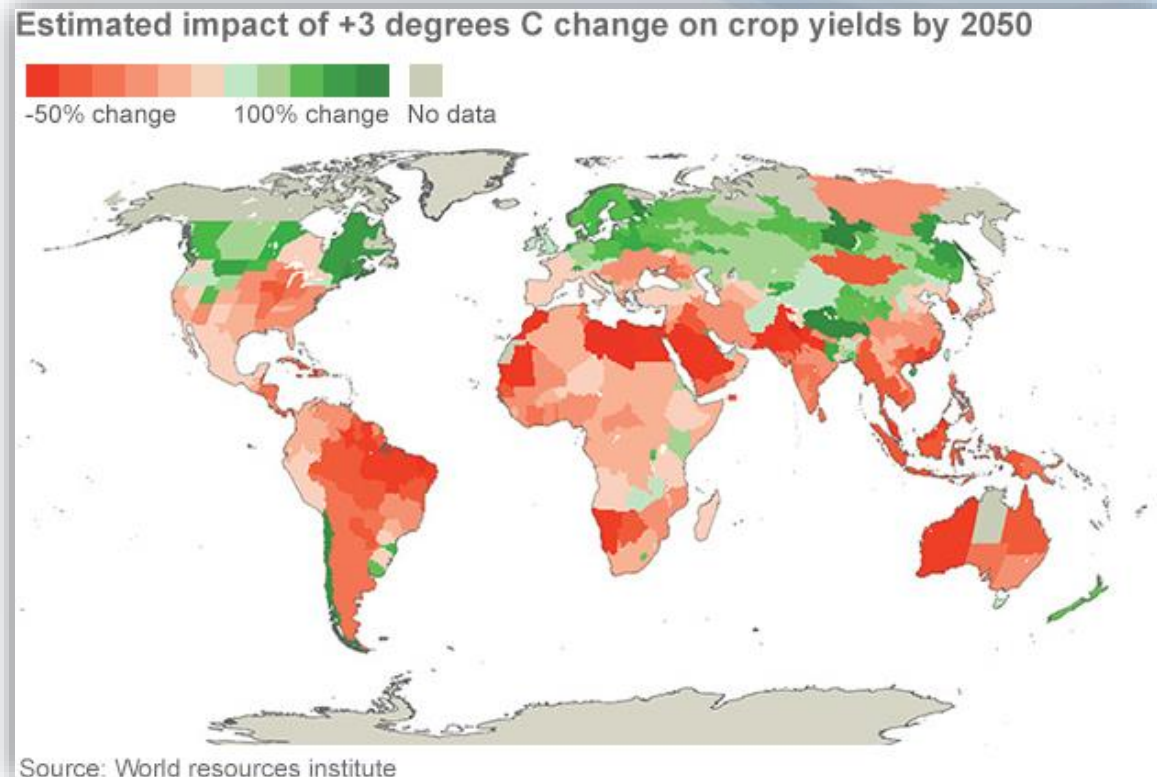 Estimated impact of +3 degrees C change on crop yields by 2050
-50% change 100% change No data
Source: World resources institute